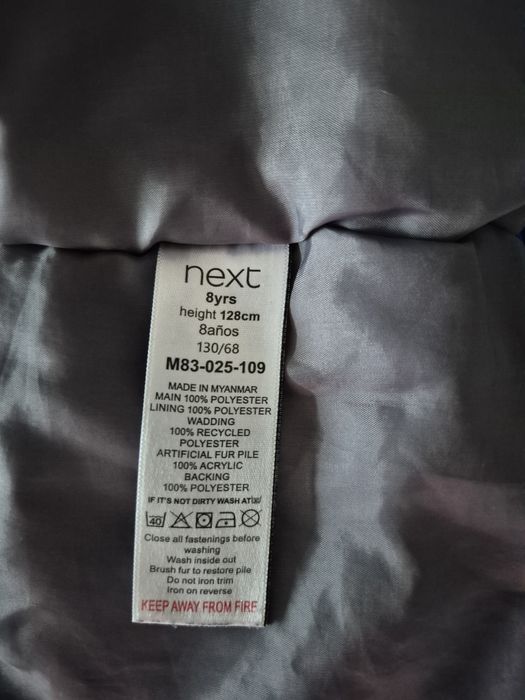 next
8yrs
height 128cm
8años
130/68
M83-025-109
MADE IN MYANMAR
MAIN 100% POLYESTER
LINING 100% POLYESTER
WADDING
100% RECYCLED
POLYESTER
ARTIFICIAL FUR PILE
100% ACRYLIC
BACKING
100% POLYESTER
IF IT'S NOT DIRTY WASH AT
40
Close all fastenings before
washing
Wash inside out
Brush fur to restore pile
Do not iron trim
Iron on reverse
KEEP AWAY FROM FIRE